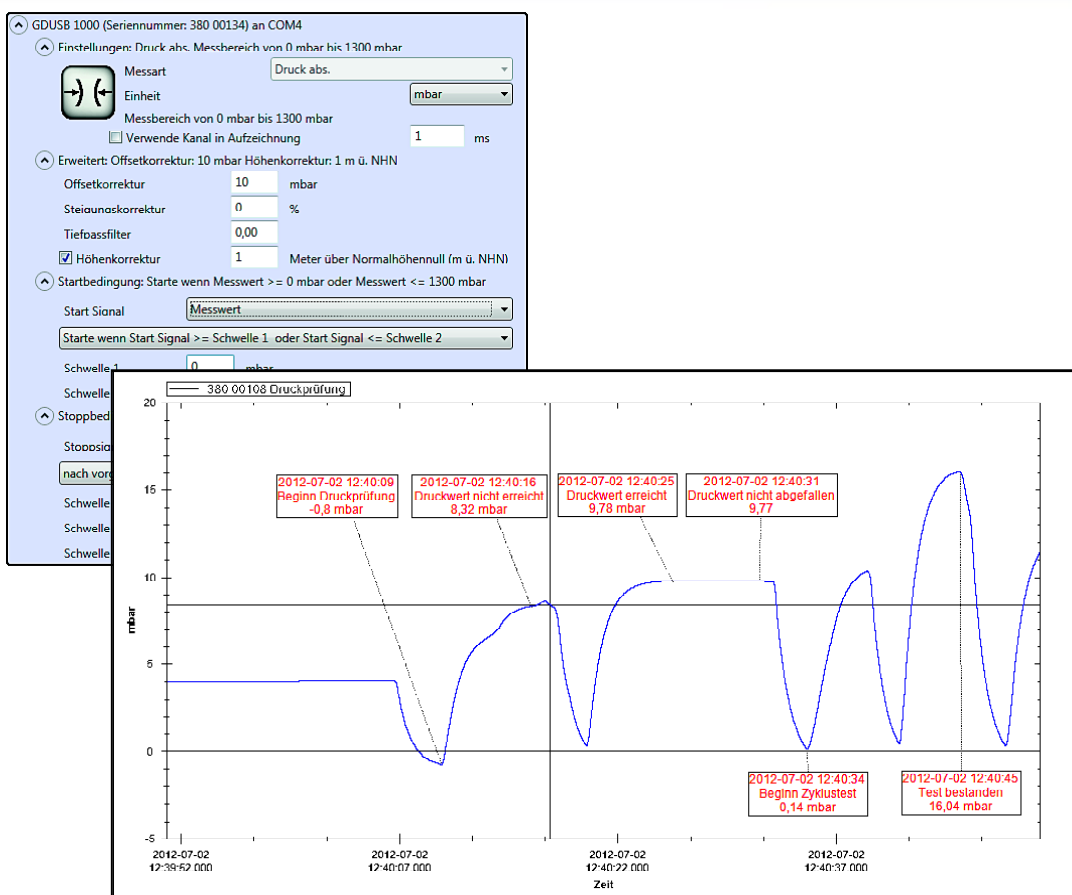 GDUSB 1000 (Seriennummer: 380 00134) an COM4
Einstellungen: Druck abs. Messbereich von 0 mbar bis 1300 mbar
Messart Druck abs.
Einheit mbar
Messbereich von 0 mbar bis 1300 mbar
Verwende Kanal in Aufzeichnung 1 ms
Erweitert: Offsetkorrektur: 10 mbar Höhenkorrektur: 1 m ü. NHN
Offsetkorrektur 10 mbar
Steigungskorrektur 0 %
Tiefpassfilter 0,00
Höhenkorrektur 1 Meter über Normalhöhennull (m ü. NHN)
Startbedingung: Starte wenn Messwert >= 0 mbar oder Messwert <= 1300 mbar
Start Signal Messwert
Starte wenn Start Signal >= Schwelle 1 oder Start Signal <= Schwelle 2
Schwelle 1 0 mbar
Schwelle
Stoppbed
Stoppsig
nach vorg
Schwelle
Schwelle
Schwelle
380 00108 Druckprüfung
20
15
10
5
0
-5
mbar
2012-07-02 12:40:09
Beginn Druckprüfung
-0,8 mbar
2012-07-02 12:40:16
Druckwert nicht erreicht
8,32 mbar
2012-07-02 12:40:25
Druckwert erreicht
9,78 mbar
2012-07-02 12:40:31
Druckwert nicht abgefallen
9,77
2012-07-02 12:40:34
Beginn Zyklustest
0,14 mbar
2012-07-02 12:40:45
Test bestanden
16,04 mbar
2012-07-02
12:39:52.000
2012-07-02
12:40:07.000
2012-07-02
12:40:22.000
2012-07-02
12:40:37.000
Zeit